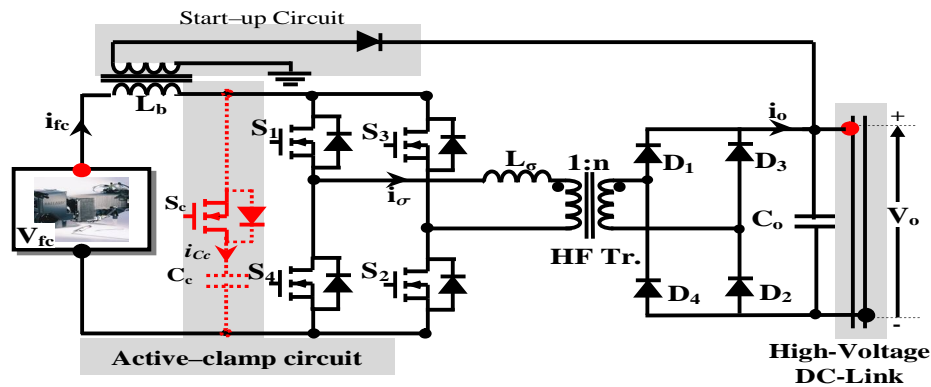 Start–up Circuit
L_b
i_fc
S_1
S_3
L_σ
1:n
i_o
+
D_1
D_3
S_c
i_σ
C_o
V_o
V_fc
i_Cc
HF Tr.
C_c
S_4
S_2
D_4
D_2
-
Active–clamp circuit
High-Voltage
DC-Link